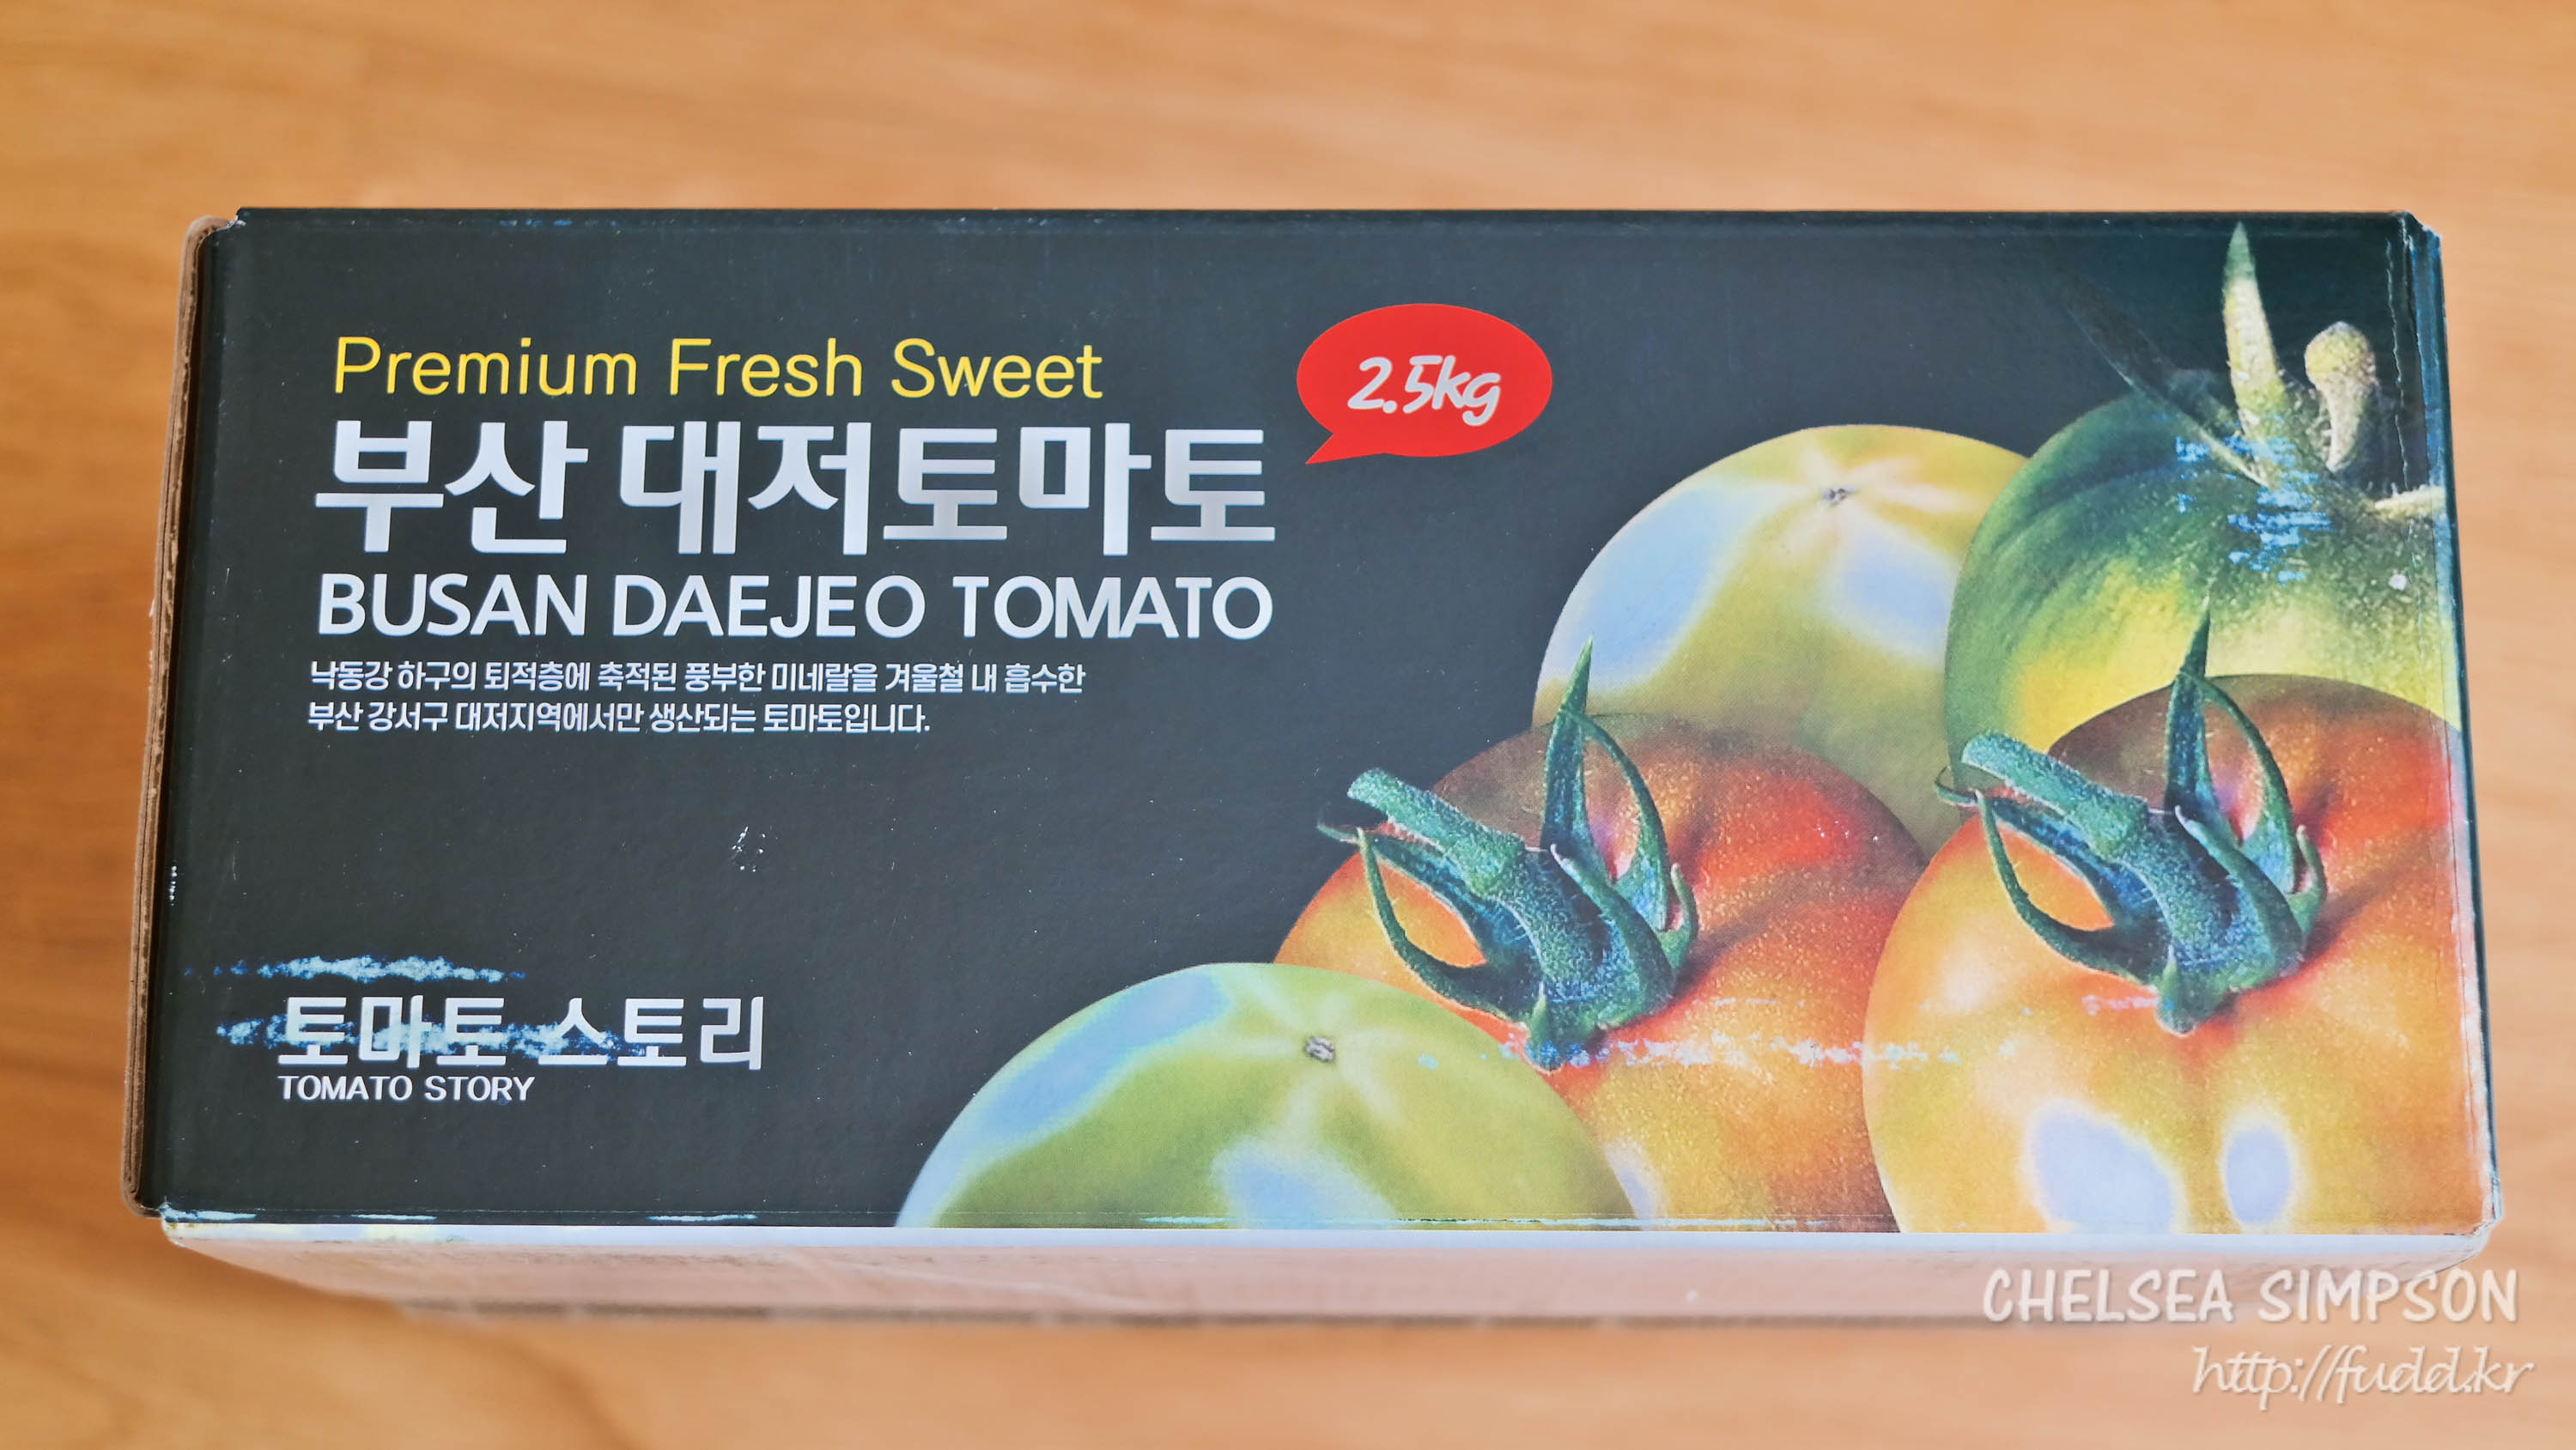 Premium Fresh Sweet
2.5kg
부산 대저토마토
BUSAN DAEJEO TOMATO
낙동강 하구의 퇴적층에 축적된 풍부한 미네랄을 겨울철 내 흡수한
부산 강서구 대저지역에서만 생산되는 토마토입니다.
토마토 스토리
TOMATO STORY
CHELSEA SIMPSON
http://fudd.kr